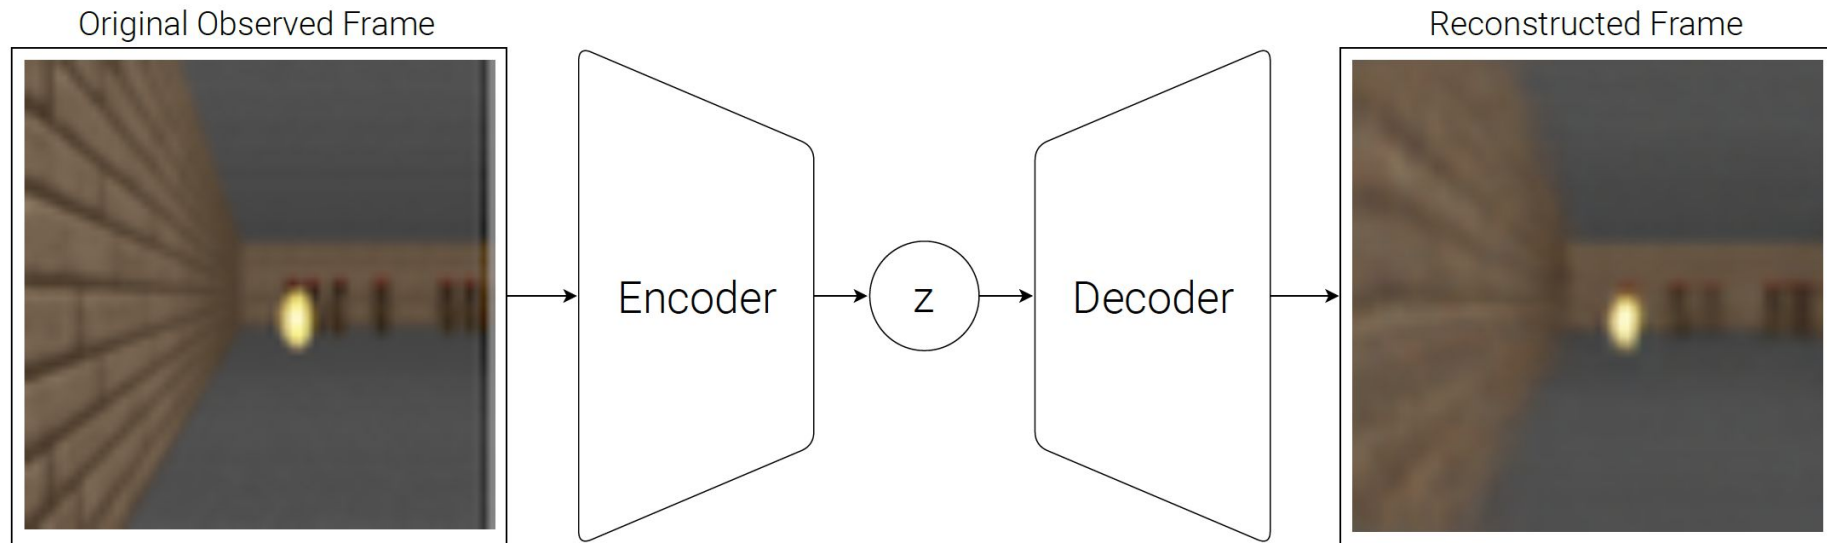 Original Observed Frame
Reconstructed Frame
Encoder
z
Decoder